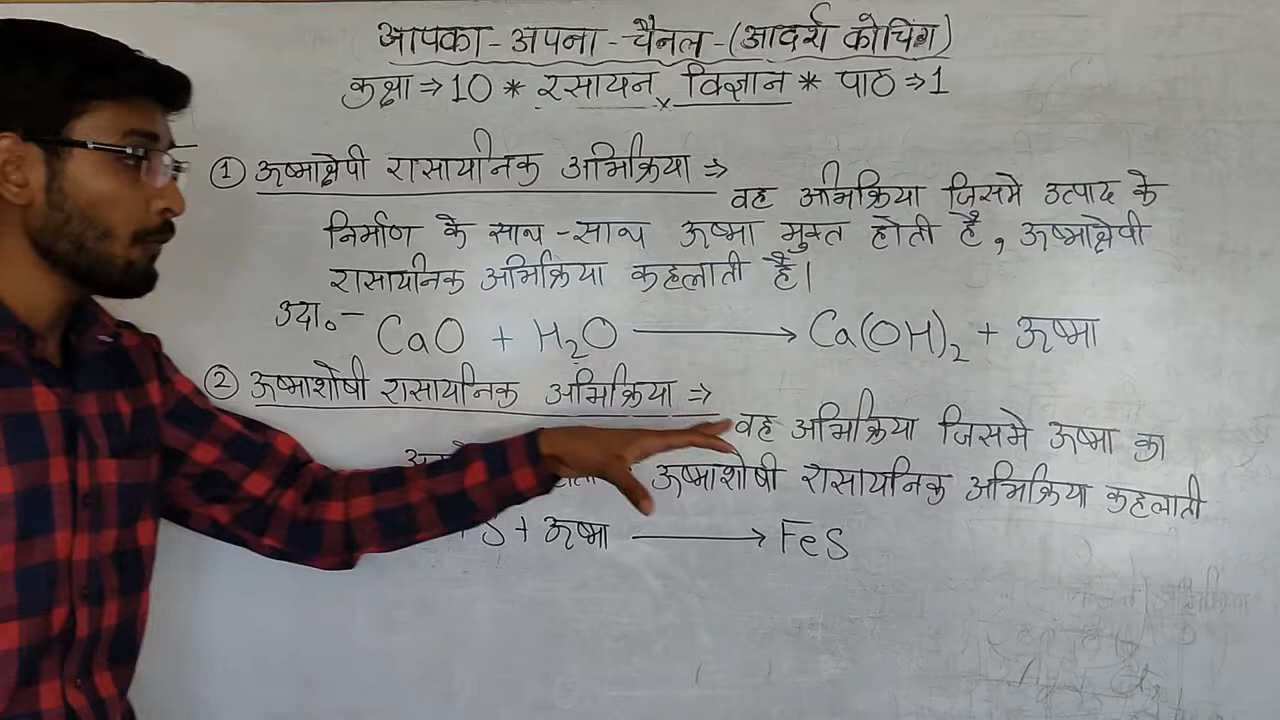 आपका-अपना-चैनल-(आदर्श कोचिंग)
कक्षा ⇒ 10 * रसायन विज्ञान * पाठ ⇒ 1
① ऊष्माक्षेपी रासायनिक अभिक्रिया ⇒
वह अभिक्रिया जिसमे उत्पाद के
निर्माण के साथ-साथ ऊष्मा मुक्त होती है, ऊष्माक्षेपी
रासायनिक अभिक्रिया कहलाती है।
उदा०- CaO + H₂O ⟶ Ca(OH)₂ + ऊष्मा
② ऊष्माशोषी रासायनिक अभिक्रिया ⇒
वह अभिक्रिया जिसमे ऊष्मा का
ऊष्माशोषी रासायनिक अभिक्रिया कहलाती
S + ऊष्मा ⟶ FeS